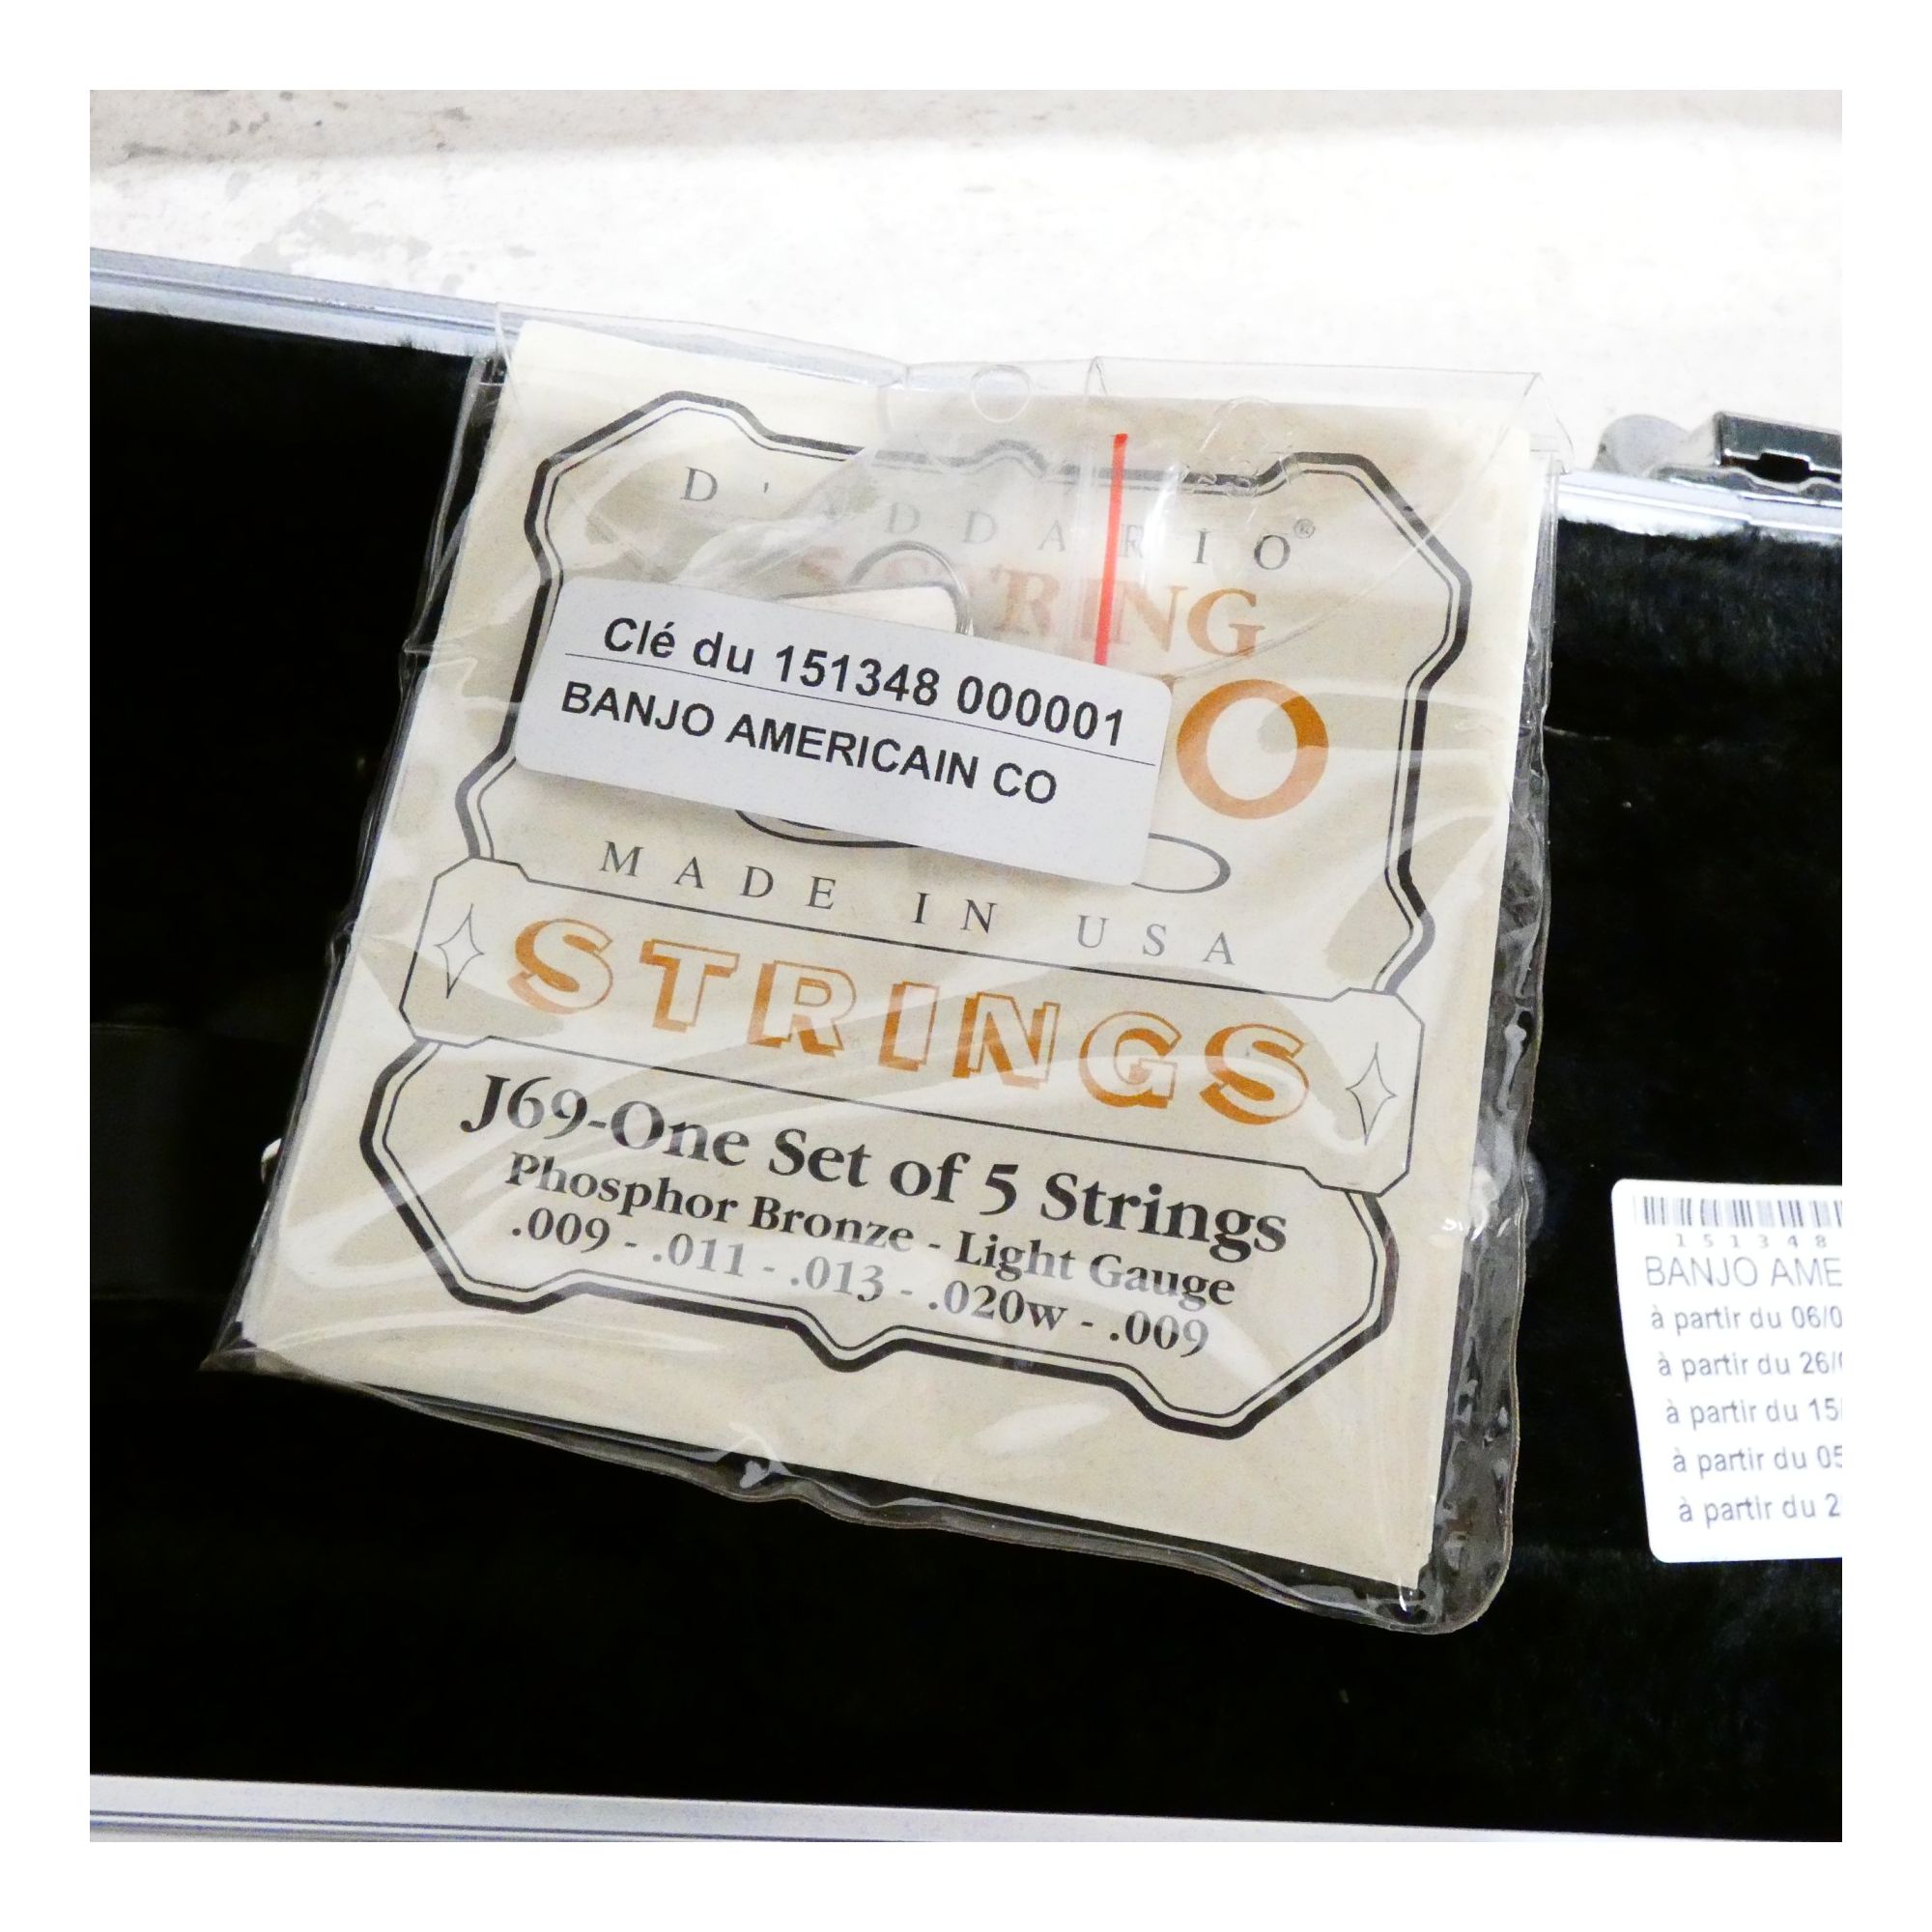 D'ADDARIO®
5-STRING
Clé du 151348 000001
BANJO AMERICAIN CO
MADE IN USA
STRINGS
J69-One Set of 5 Strings
Phosphor Bronze - Light Gauge
.009 - .011 - .013 - .020w - .009
151348
BANJO AME
à partir du 06/0
à partir du 26/
à partir du 15/
à partir du 05
à partir du 2